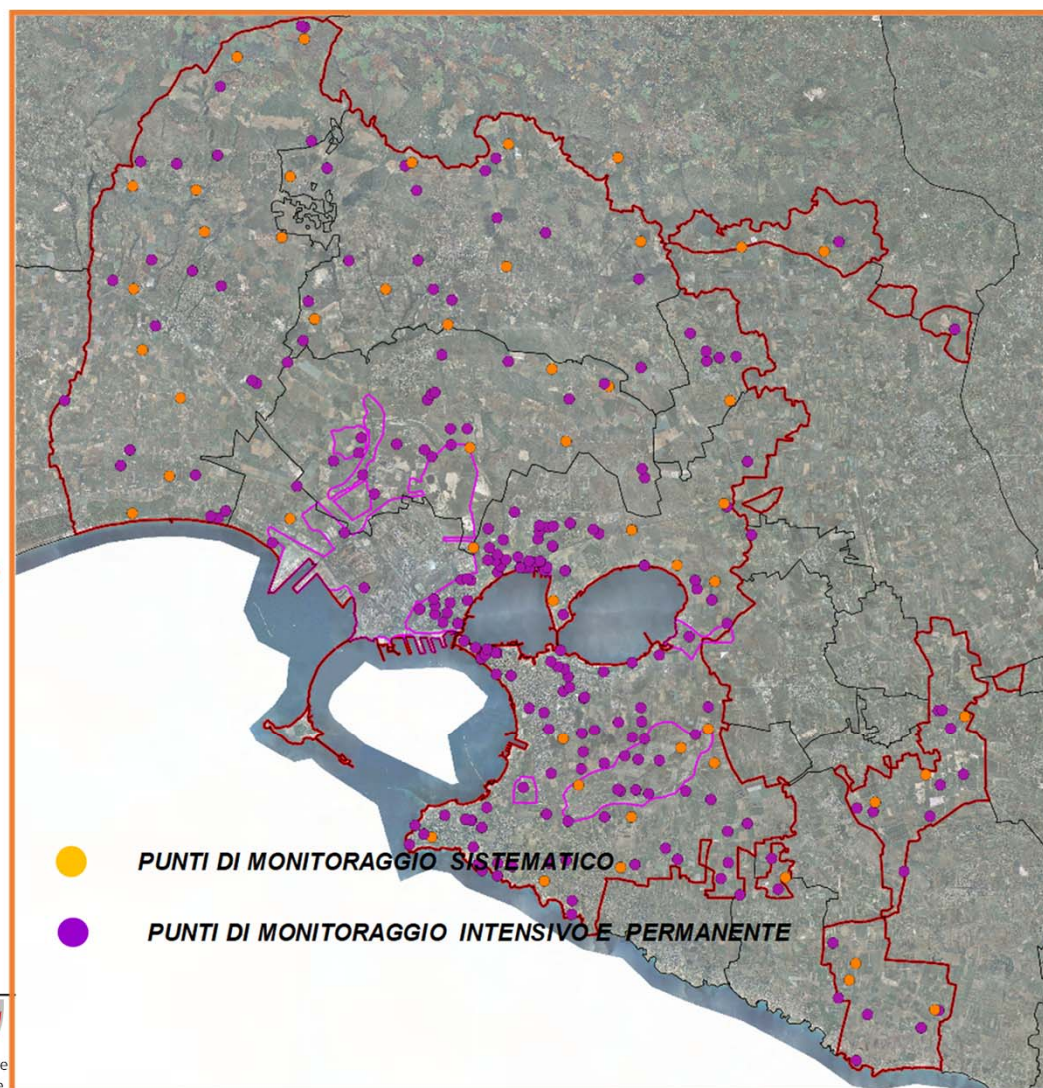 PUNTI DI MONITORAGGIO SISTEMATICO
PUNTI DI MONITORAGGIO INTENSIVO E PERMANENTE